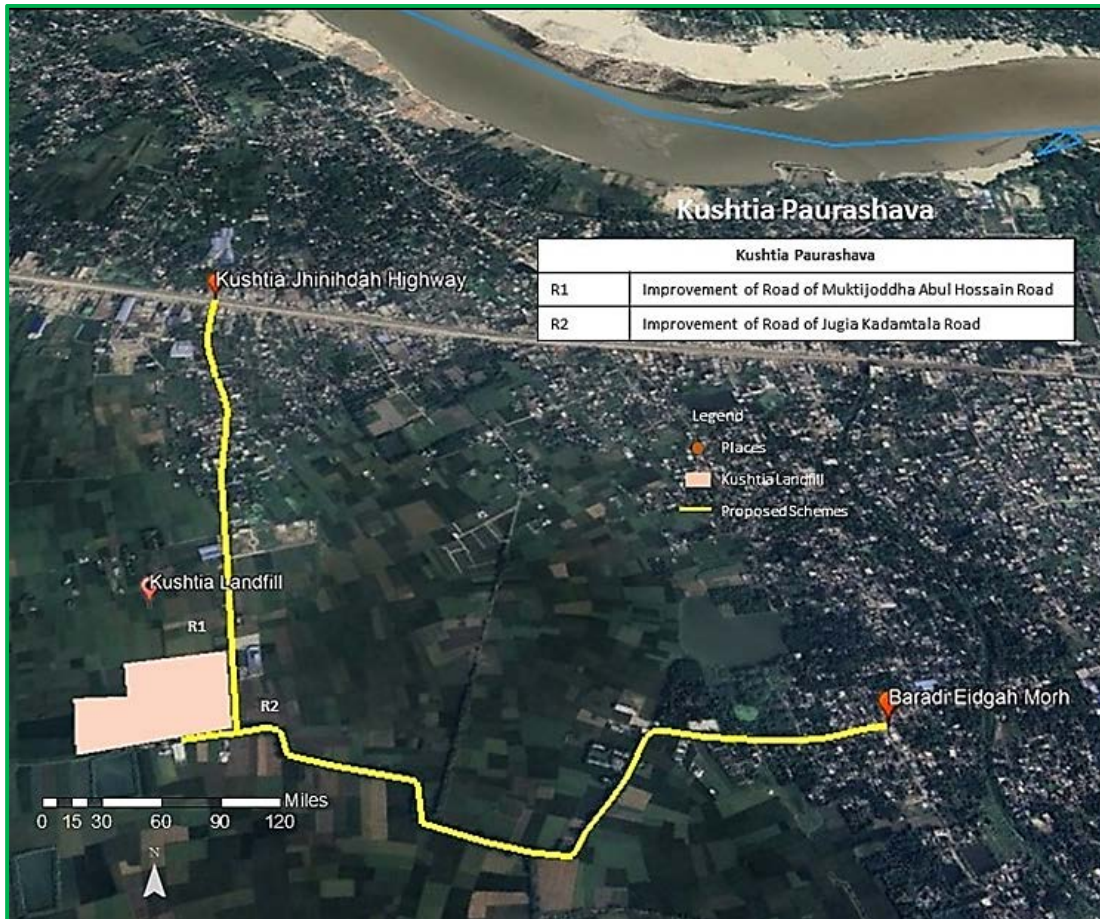 Kushtia Paurashava
Kushtia Paurashava
R1 Improvement of Road of Muktijoddha Abul Hossain Road
R2 Improvement of Road of Jugia Kadamtala Road
Kushtia Jhinihdah Highway
Legend
Places
Kushtia Landfill
Proposed Schemes
Kushtia Landfill
R1
R2
Baradi Eidgah Morh
Miles
0 15 30 60 90 120
N